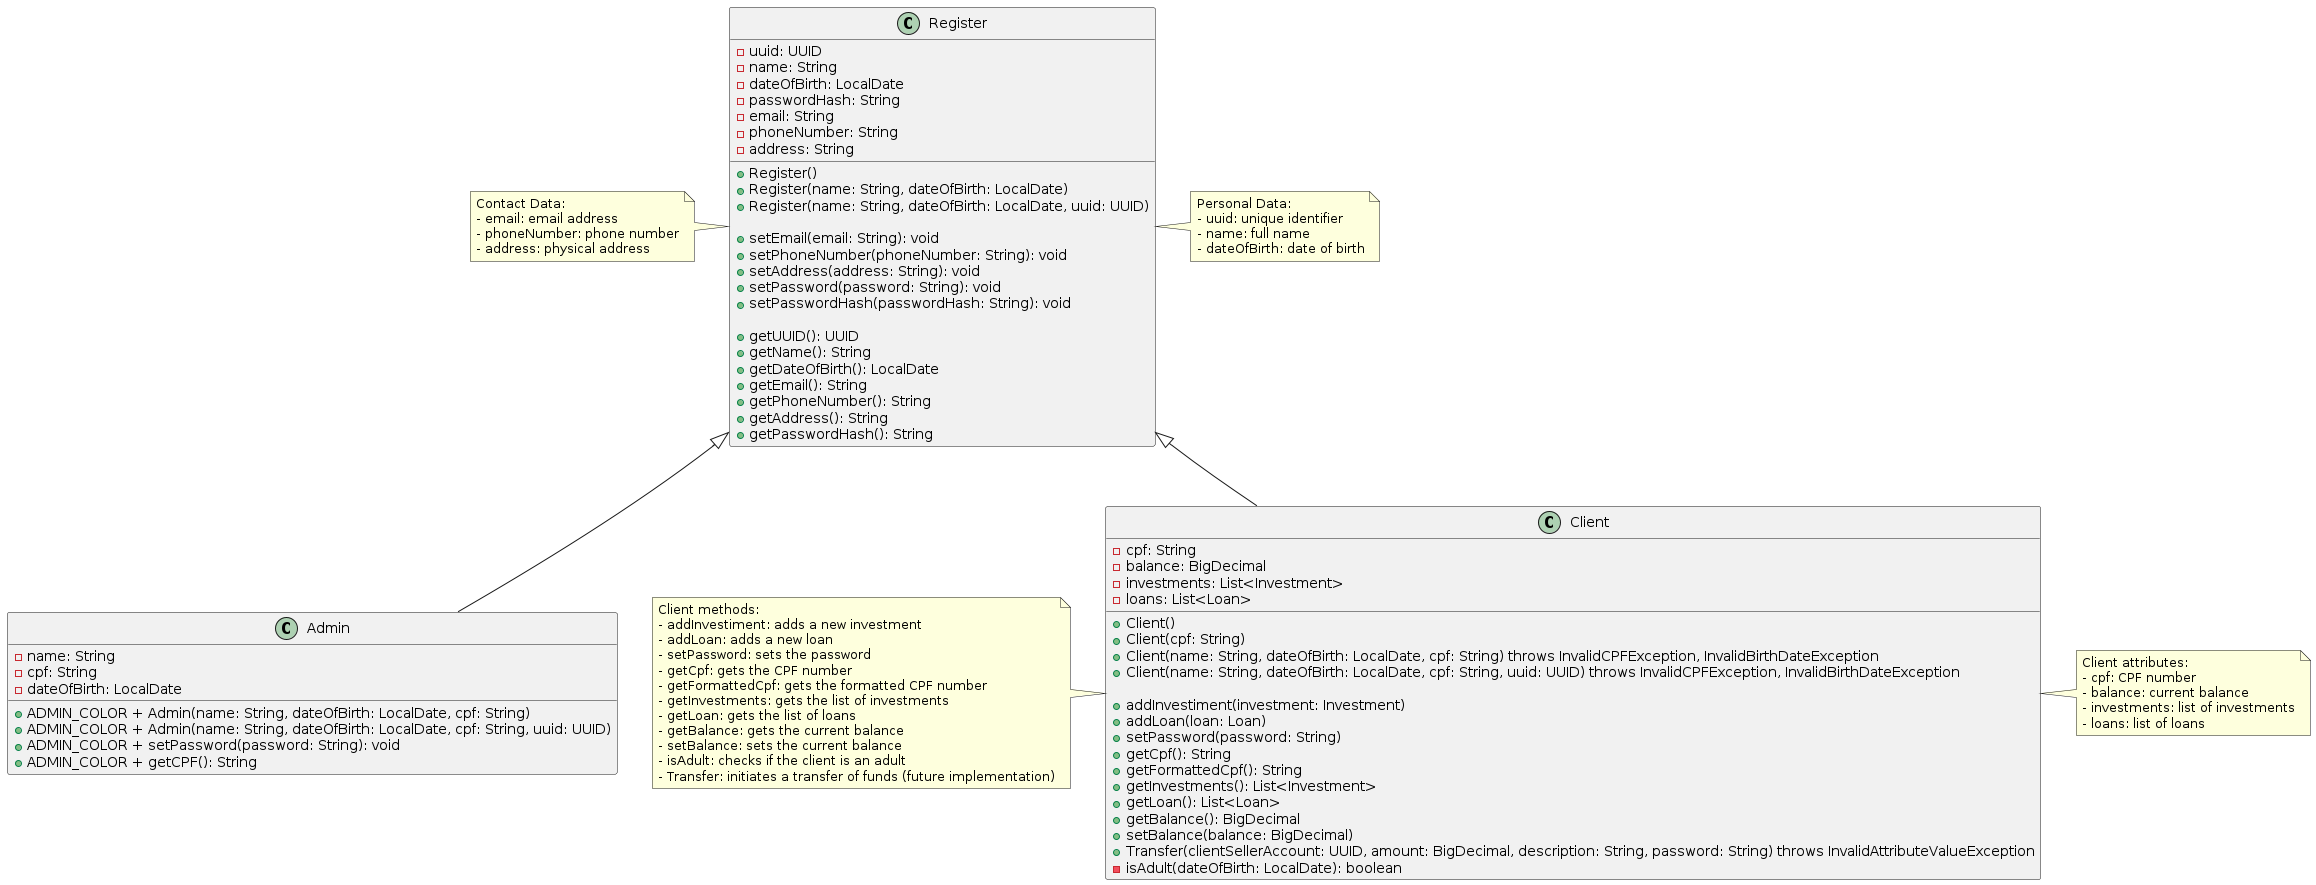 Register
uuid: UUID
name: String
dateOfBirth: LocalDate
passwordHash: String
email: String
phoneNumber: String
address: String
Register()
Register(name: String, dateOfBirth: LocalDate)
Register(name: String, dateOfBirth: LocalDate, uuid: UUID)
setEmail(email: String): void
setPhoneNumber(phoneNumber: String): void
setAddress(address: String): void
setPassword(password: String): void
setPasswordHash(passwordHash: String): void
getUUID(): UUID
getName(): String
getDateOfBirth(): LocalDate
getEmail(): String
getPhoneNumber(): String
getAddress(): String
getPasswordHash(): String
Contact Data:
- email: email address
- phoneNumber: phone number
- address: physical address
Personal Data:
- uuid: unique identifier
- name: full name
- dateOfBirth: date of birth
Admin
name: String
cpf: String
dateOfBirth: LocalDate
ADMIN_COLOR + Admin(name: String, dateOfBirth: LocalDate, cpf: String)
ADMIN_COLOR + Admin(name: String, dateOfBirth: LocalDate, cpf: String, uuid: UUID)
ADMIN_COLOR + setPassword(password: String): void
ADMIN_COLOR + getCPF(): String
Client methods:
- addInvestiment: adds a new investment
- addLoan: adds a new loan
- setPassword: sets the password
- getCpf: gets the CPF number
- getFormattedCpf: gets the formatted CPF number
- getInvestments: gets the list of investments
- getLoan: gets the list of loans
- getBalance: gets the current balance
- setBalance: sets the current balance
- isAdult: checks if the client is an adult
- Transfer: initiates a transfer of funds (future implementation)
Client
cpf: String
balance: BigDecimal
investments: List<Investment>
loans: List<Loan>
Client()
Client(cpf: String)
Client(name: String, dateOfBirth: LocalDate, cpf: String) throws InvalidCPFException, InvalidBirthDateException
Client(name: String, dateOfBirth: LocalDate, cpf: String, uuid: UUID) throws InvalidCPFException, InvalidBirthDateException
addInvestiment(investment: Investment)
addLoan(loan: Loan)
setPassword(password: String)
getCpf(): String
getFormattedCpf(): String
getInvestments(): List<Investment>
getLoan(): List<Loan>
getBalance(): BigDecimal
setBalance(balance: BigDecimal)
Transfer(clientSellerAccount: UUID, amount: BigDecimal, description: String, password: String) throws InvalidAttributeValueException
isAdult(dateOfBirth: LocalDate): boolean
Client attributes:
- cpf: CPF number
- balance: current balance
- investments: list of investments
- loans: list of loans